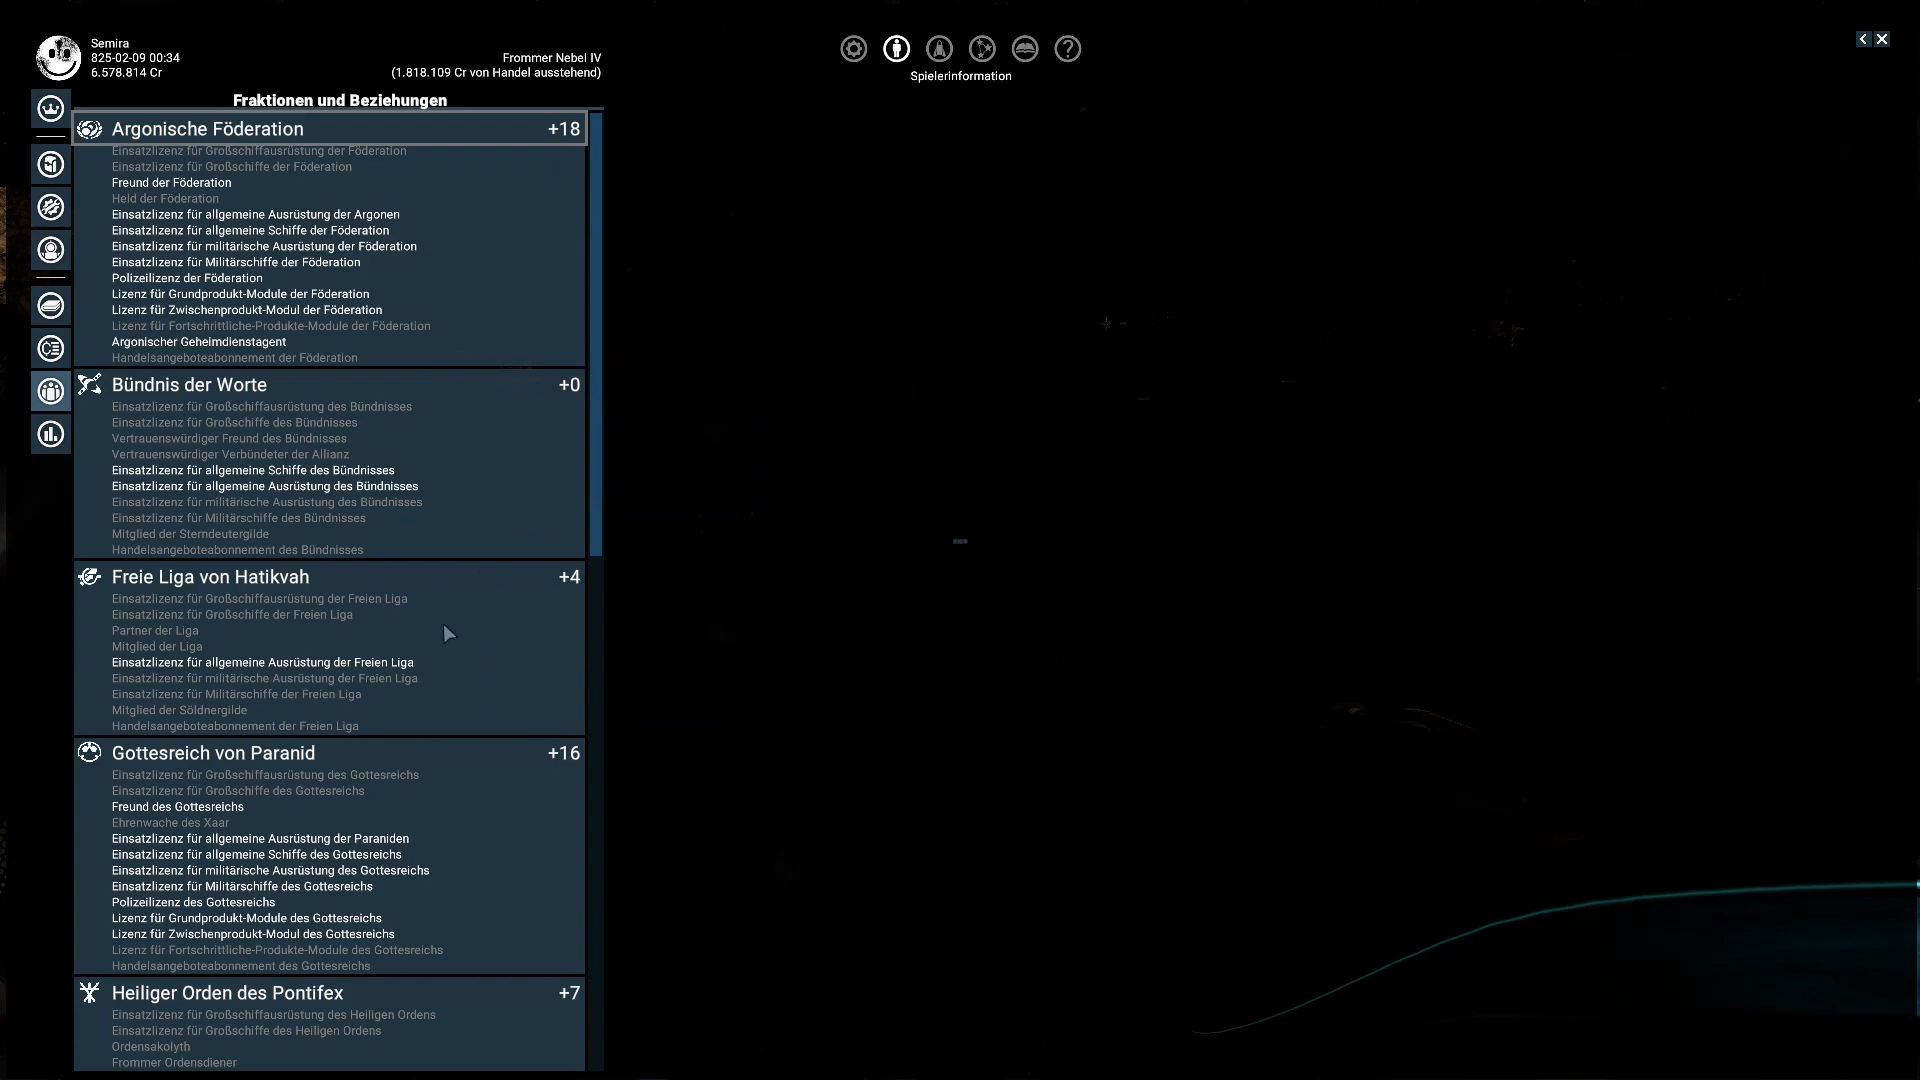 Semira
825-02-09 00:34
6.578.814 Cr
Frommer Nebel IV
(1.818.109 Cr von Handel ausstehend)
Spielerinformation
Fraktionen und Beziehungen
Argonische Föderation +18
Einsatzlizenz für Großschiffausrüstung der Föderation
Einsatzlizenz für Großschiffe der Föderation
Freund der Föderation
Held der Föderation
Einsatzlizenz für allgemeine Ausrüstung der Argonen
Einsatzlizenz für allgemeine Schiffe der Föderation
Einsatzlizenz für militärische Ausrüstung der Föderation
Einsatzlizenz für Militärschiffe der Föderation
Polizeilizenz der Föderation
Lizenz für Grundprodukt-Module der Föderation
Lizenz für Zwischenprodukt-Modul der Föderation
Lizenz für Fortschrittliche-Produkte-Module der Föderation
Argonischer Geheimdienstagent
Handelsangeboteabonnement der Föderation
Bündnis der Worte +0
Einsatzlizenz für Großschiffausrüstung des Bündnisses
Einsatzlizenz für Großschiffe des Bündnisses
Vertrauenswürdiger Freund des Bündnisses
Vertrauenswürdiger Verbündeter der Allianz
Einsatzlizenz für allgemeine Schiffe des Bündnisses
Einsatzlizenz für allgemeine Ausrüstung des Bündnisses
Einsatzlizenz für militärische Ausrüstung des Bündnisses
Einsatzlizenz für Militärschiffe des Bündnisses
Mitglied der Sterndeutergilde
Handelsangeboteabonnement des Bündnisses
Freie Liga von Hatikvah +4
Einsatzlizenz für Großschiffausrüstung der Freien Liga
Einsatzlizenz für Großschiffe der Freien Liga
Partner der Liga
Mitglied der Liga
Einsatzlizenz für allgemeine Ausrüstung der Freien Liga
Einsatzlizenz für militärische Ausrüstung der Freien Liga
Einsatzlizenz für Militärschiffe der Freien Liga
Mitglied der Söldnergilde
Handelsangeboteabonnement der Freien Liga
Gottesreich von Paranid +16
Einsatzlizenz für Großschiffausrüstung des Gottesreichs
Einsatzlizenz für Großschiffe des Gottesreichs
Freund des Gottesreichs
Ehrenwache des Xaar
Einsatzlizenz für allgemeine Ausrüstung der Paraniden
Einsatzlizenz für allgemeine Schiffe des Gottesreichs
Einsatzlizenz für militärische Ausrüstung des Gottesreichs
Einsatzlizenz für Militärschiffe des Gottesreichs
Polizeilizenz des Gottesreichs
Lizenz für Grundprodukt-Module des Gottesreichs
Lizenz für Zwischenprodukt-Modul des Gottesreichs
Lizenz für Fortschrittliche-Produkte-Module des Gottesreichs
Handelsangeboteabonnement des Gottesreichs
Heiliger Orden des Pontifex +7
Einsatzlizenz für Großschiffausrüstung des Heiligen Ordens
Einsatzlizenz für Großschiffe des Heiligen Ordens
Ordensakolyth
Frommer Ordensdiener